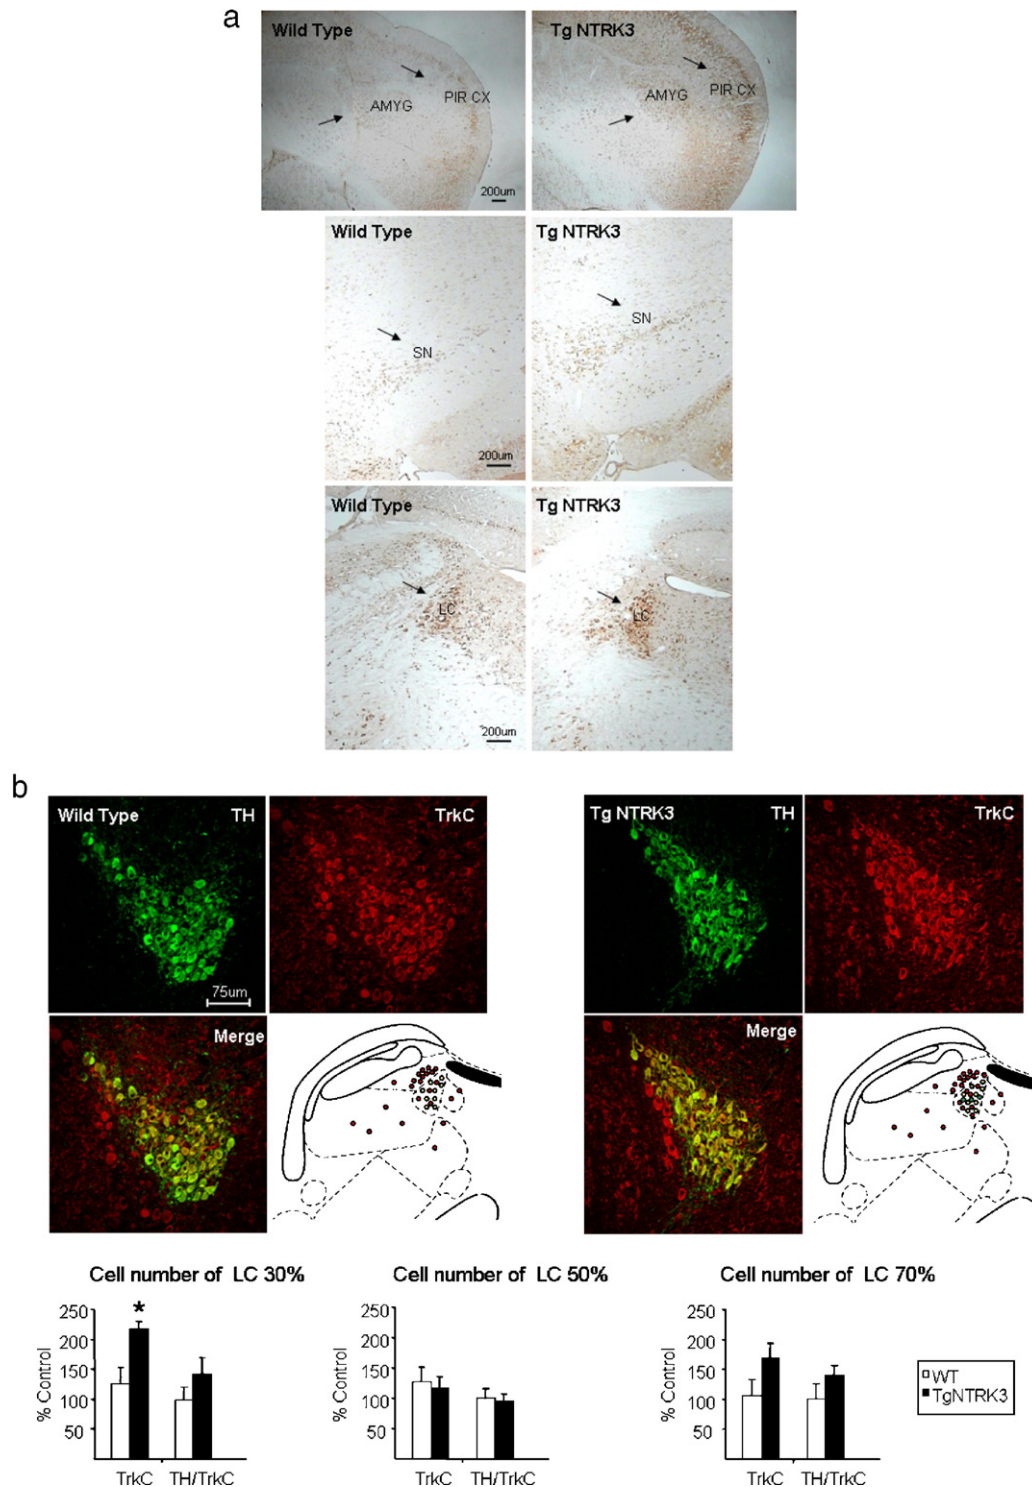 a
Wild Type
AMYG
PIR CX
200um
Tg NTRK3
AMYG
PIR CX
Wild Type
SN
200um
Tg NTRK3
SN
Wild Type
LC
200um
Tg NTRK3
LC
b
Wild Type TH
75um
TrkC
Merge
Tg NTRK3 TH
TrkC
Merge
Cell number of LC 30%
% Control
250
200
150
100
50
*
TrkC TH/TrkC
Cell number of LC 50%
% Control
250
200
150
100
50
TrkC TH/TrkC
Cell number of LC 70%
% Control
250
200
150
100
50
TrkC TH/TrkC
WT
TgNTRK3